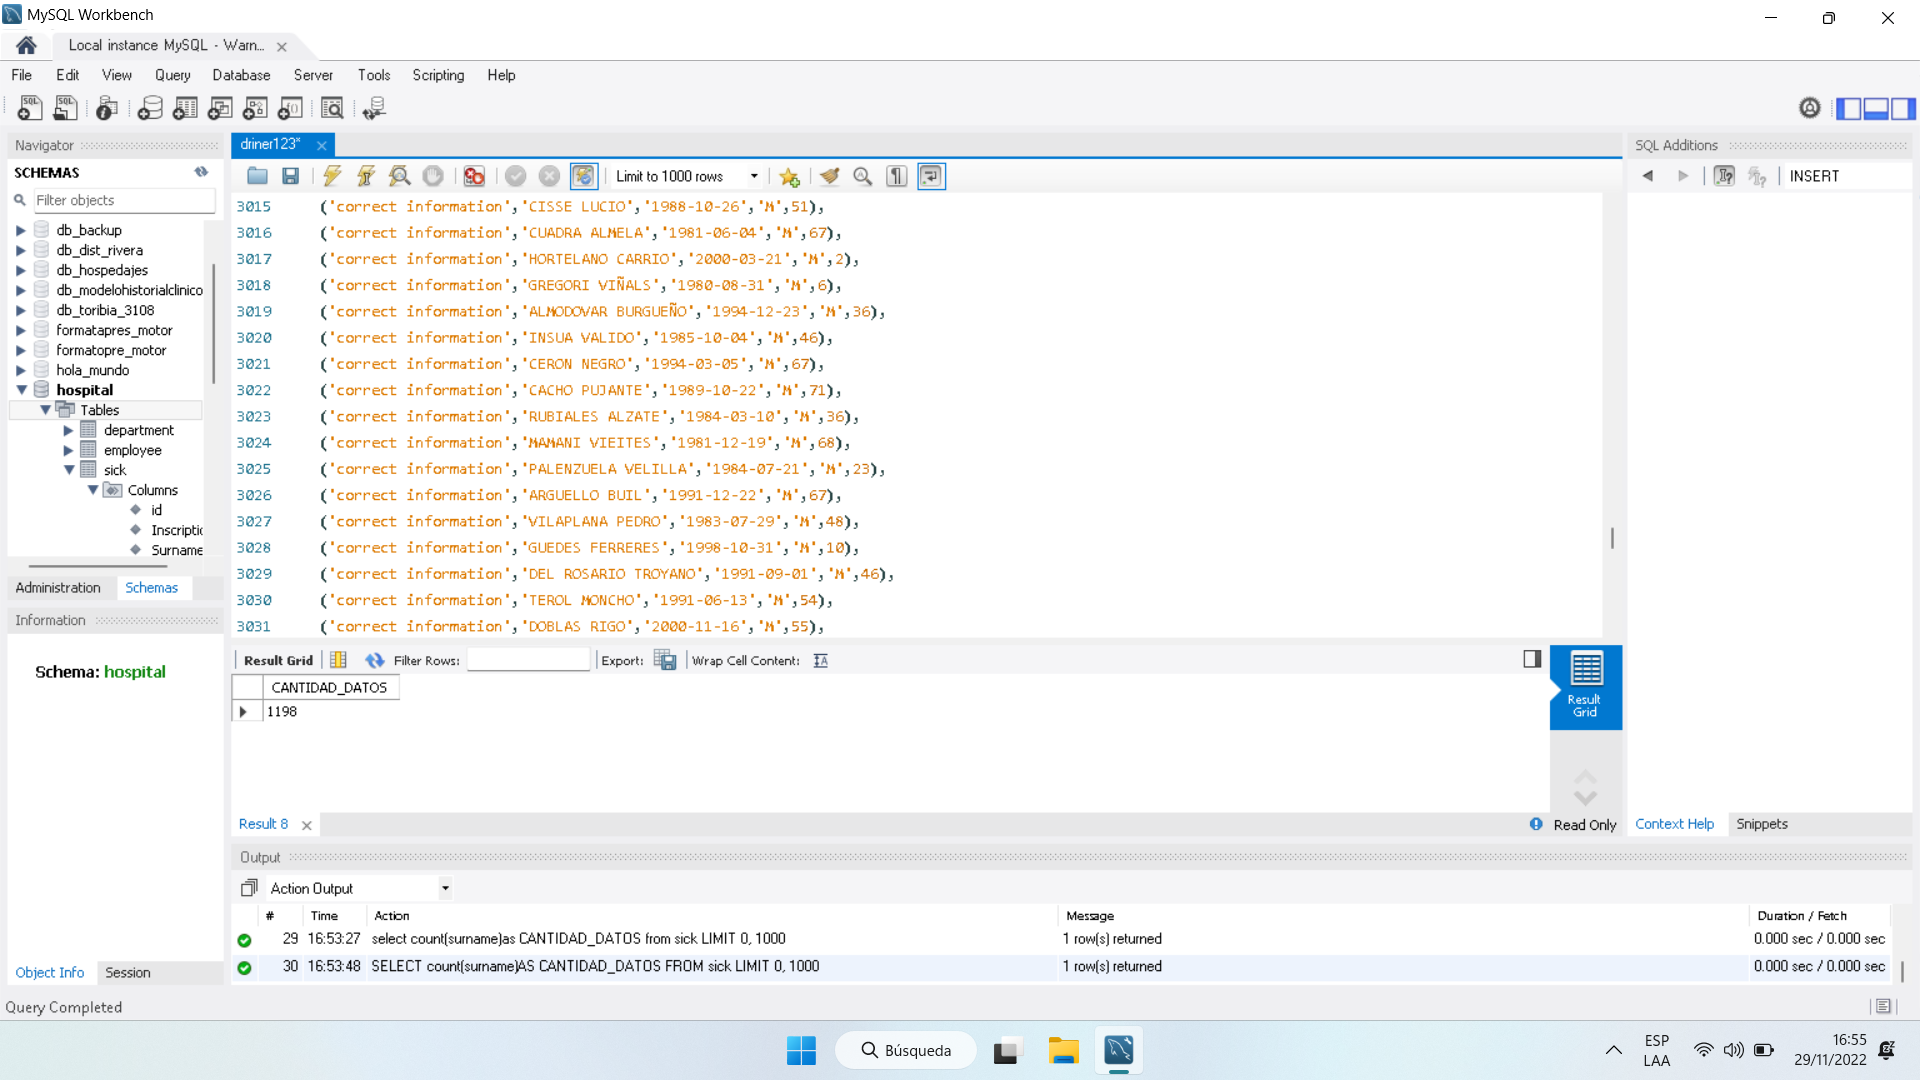 MySQL Workbench
Local instance MySQL - Warn...
File Edit View Query Database Server Tools Scripting Help
Navigator
SCHEMAS
Filter objects
db_backup
db_dist_rivera
db_hospedajes
db_modelohistorialclinico
db_toribia_3108
formatapres_motor
formatopre_motor
hola_mundo
hospital
Tables
department
employee
sick
Columns
id
Inscriptic
Surname
Administration Schemas
Information
Schema: hospital
Object Info Session
driner123*
Limit to 1000 rows
3015 ('correct information','CISSE LUCIO','1988-10-26','M',51),
3016 ('correct information','CUADRA ALMELA','1981-06-04','M',67),
3017 ('correct information','HORTELANO CARRIO','2000-03-21','M',2),
3018 ('correct information','GREGORI VIÑALS','1980-08-31','M',6),
3019 ('correct information','ALMODOVAR BURGUEÑO','1994-12-23','M',36),
3020 ('correct information','INSUA VALIDO','1985-10-04','M',46),
3021 ('correct information','CERON NEGRO','1994-03-05','M',67),
3022 ('correct information','CACHO PUJANTE','1989-10-22','M',71),
3023 ('correct information','RUBIALES ALZATE','1984-03-10','M',36),
3024 ('correct information','MAMANI VIEITES','1981-12-19','M',68),
3025 ('correct information','PALENZUELA VELILLA','1984-07-21','M',23),
3026 ('correct information','ARGUELLO BUIL','1991-12-22','M',67),
3027 ('correct information','VILAPLANA PEDRO','1983-07-29','M',48),
3028 ('correct information','GUEDES FERRERES','1998-10-31','M',10),
3029 ('correct information','DEL ROSARIO TROYANO','1991-09-01','M',46),
3030 ('correct information','TEROL MONCHO','1991-06-13','M',54),
3031 ('correct information','DOBLAS RIGO','2000-11-16','M',55),
Result Grid Filter Rows: Export: Wrap Cell Content:
CANTIDAD_DATOS
1198
Result
Grid
Result 8
Read Only
SQL Additions
INSERT
Context Help Snippets
Output
Action Output
# Time Action Message Duration / Fetch
29 16:53:27 select count(surname)as CANTIDAD_DATOS from sick LIMIT 0, 1000 1 row(s) returned 0.000 sec / 0.000 sec
30 16:53:48 SELECT count(surname)AS CANTIDAD_DATOS FROM sick LIMIT 0, 1000 1 row(s) returned 0.000 sec / 0.000 sec
Query Completed
Búsqueda
ESP
LAA
16:55
29/11/2022